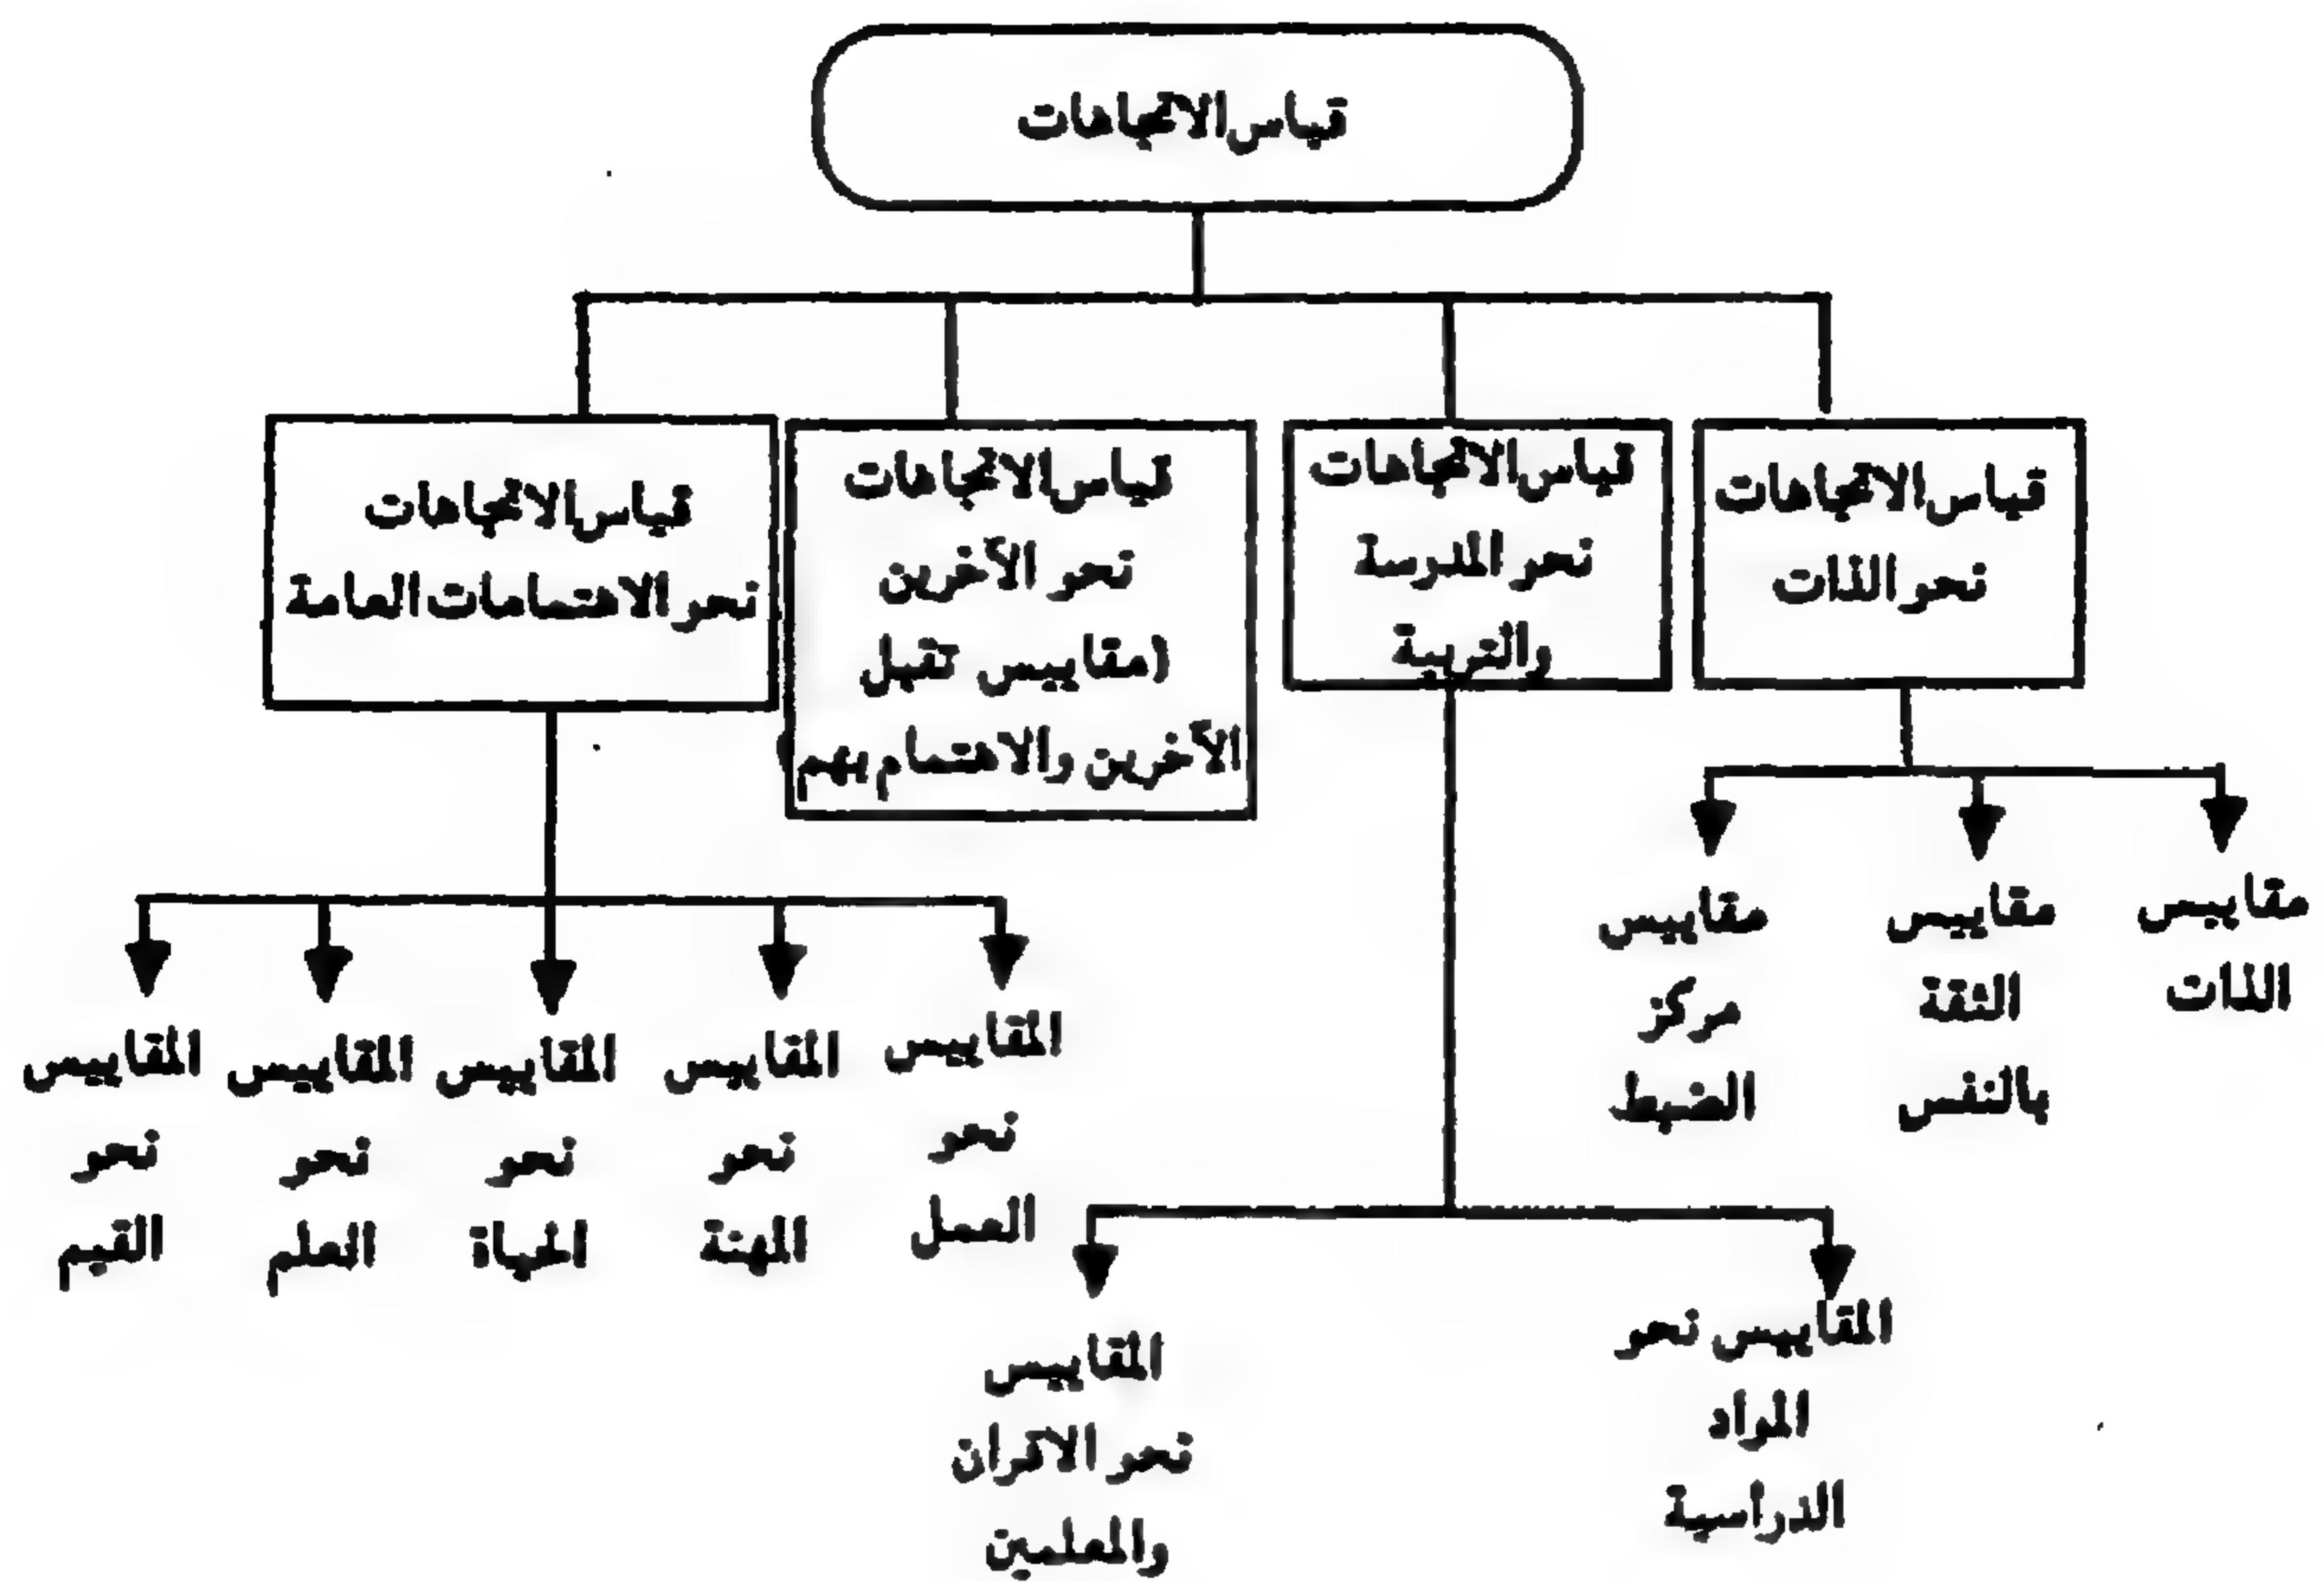 قياس الاتجاهات
قياس الاتجاهات
نحو الذات
قياس الاتجاهات
نحو المدرسة
والتربية
قياس الاتجاهات
نحو الآخرين
(مقاييس تقبل
الآخرين والاهتمام بهم)
قياس الاتجاهات
نحو الاهتمامات العامة
مقاييس
الذات
مقاييس
الثقة
بالنفس
مقاييس
مركز
الضبط
المقاييس نحو
المواد
الدراسية
المقاييس
نحو الاقران
والمعلمين
المقاييس
نحو
العمل
المقاييس
نحو
المهنة
المقاييس
نحو
الحياة
المقاييس
نحو
العلم
المقاييس
نحو
القيم